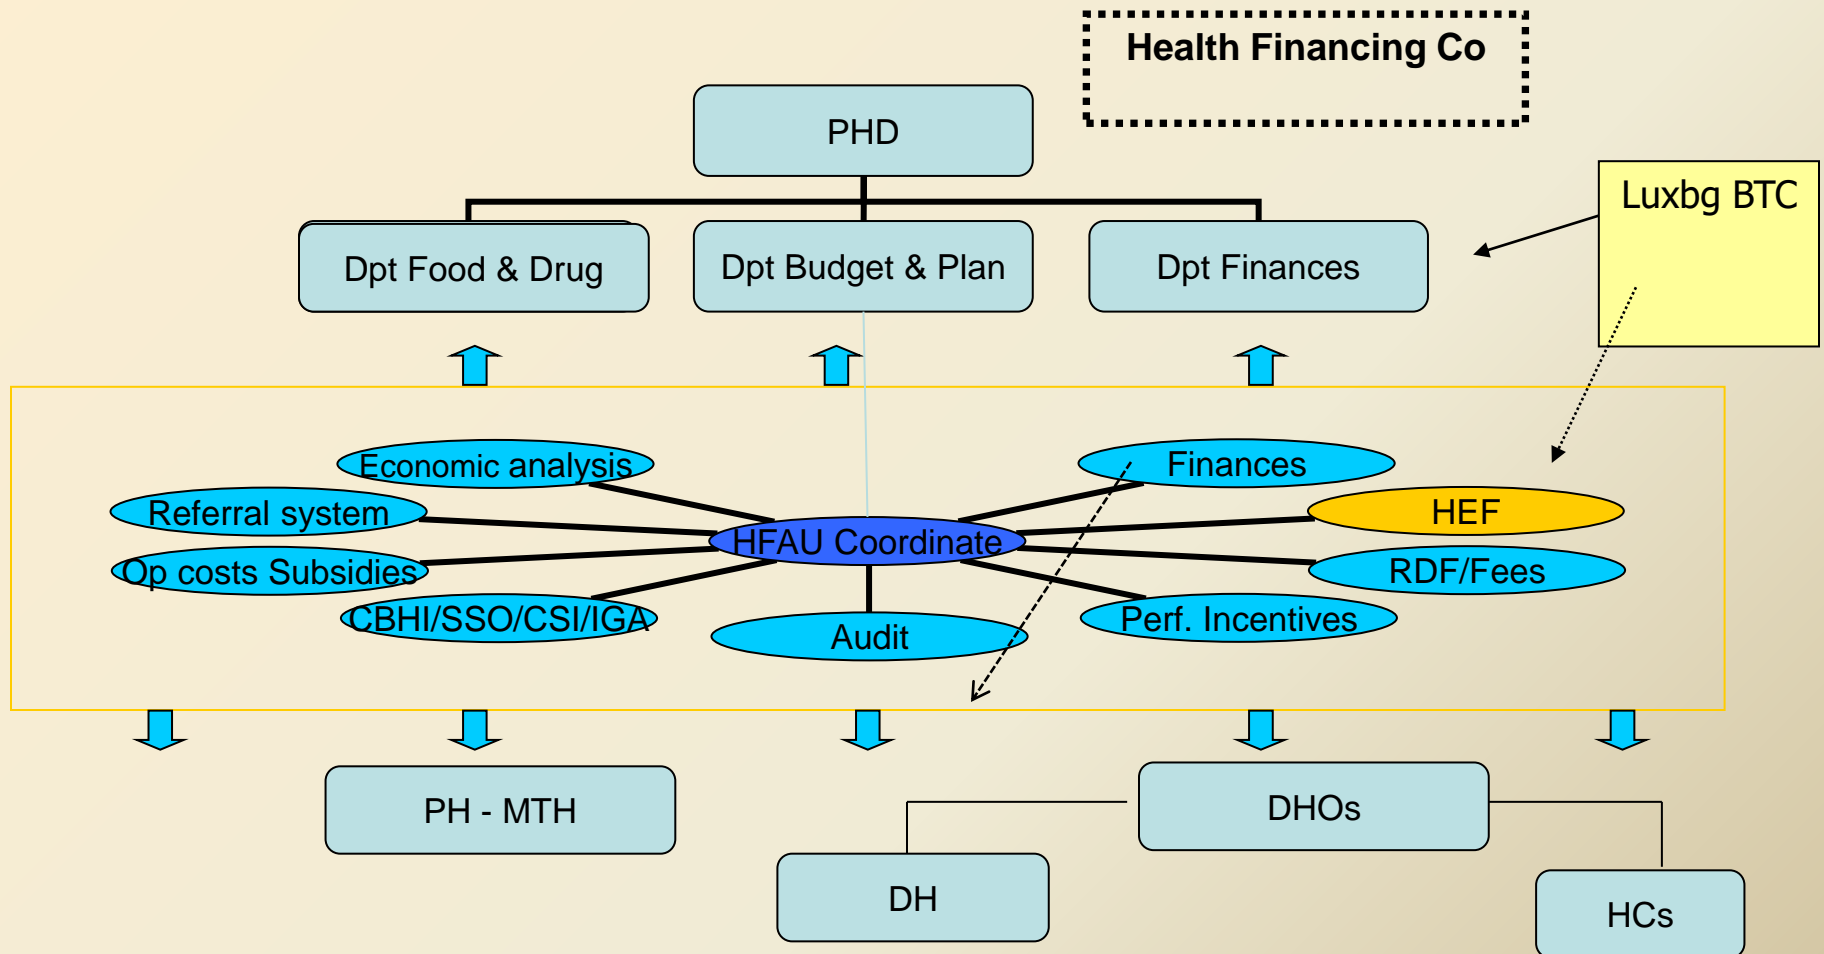 Health Financing Co
PHD
Luxbg BTC
Dpt Food & Drug
Dpt Budget & Plan
Dpt Finances
Economic analysis
Finances
Referral system
HEF
HFAU Coordinate
Op costs Subsidies
RDF/Fees
CBHI/SSO/CSI/IGA
Perf. Incentives
Audit
PH - MTH
DHOs
DH
HCs